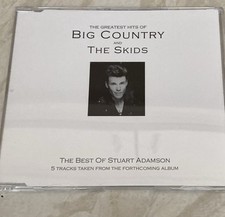 THE GREATEST HITS OF
BIG COUNTRY
AND
THE SKIDS
THE BEST OF STUART ADAMSON
5 TRACKS TAKEN FROM THE FORTHCOMING ALBUM